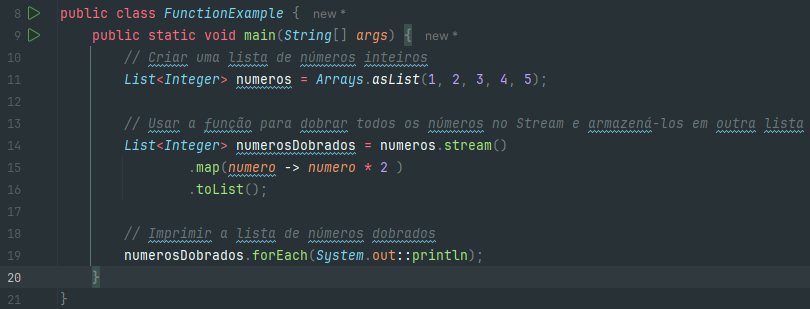 8 public class FunctionExample { new *
9 public static void main(String[] args) { new *
10 // Criar uma lista de números inteiros
11 List<Integer> numeros = Arrays.asList(1, 2, 3, 4, 5);
12
13 // Usar a função para dobrar todos os números no Stream e armazená-los em outra lista
14 List<Integer> numerosDobrados = numeros.stream()
15 .map(numero -> numero * 2 )
16 .toList();
17
18 // Imprimir a lista de números dobrados
19 numerosDobrados.forEach(System.out::println);
20 }
21 }